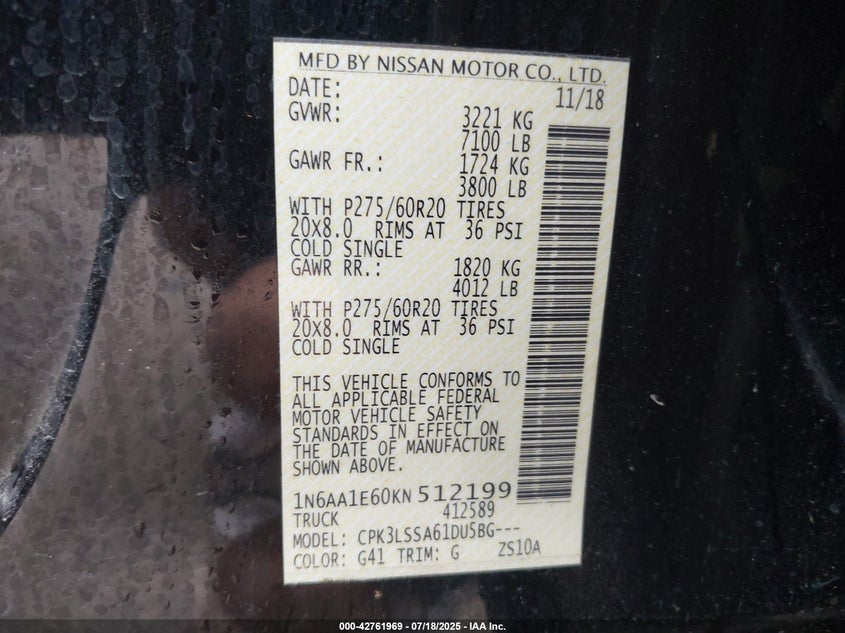 MFD BY NISSAN MOTOR CO., LTD.
DATE: 11/18
GVWR: 3221 KG
7100 LB
GAWR FR.: 1724 KG
3800 LB
WITH P275/60R20 TIRES
20X8.0 RIMS AT 36 PSI
COLD SINGLE
GAWR RR.: 1820 KG
4012 LB
WITH P275/60R20 TIRES
20X8.0 RIMS AT 36 PSI
COLD SINGLE
THIS VEHICLE CONFORMS TO
ALL APPLICABLE FEDERAL
MOTOR VEHICLE SAFETY
STANDARDS IN EFFECT ON
THE DATE OF MANUFACTURE
SHOWN ABOVE.
1N6AA1E60KN512199
TRUCK 412589
MODEL: CPK3LSSA61DU5BG---
COLOR: G41 TRIM: G ZS10A
000-42761969 / 07/18/2025 - IAA Inc.